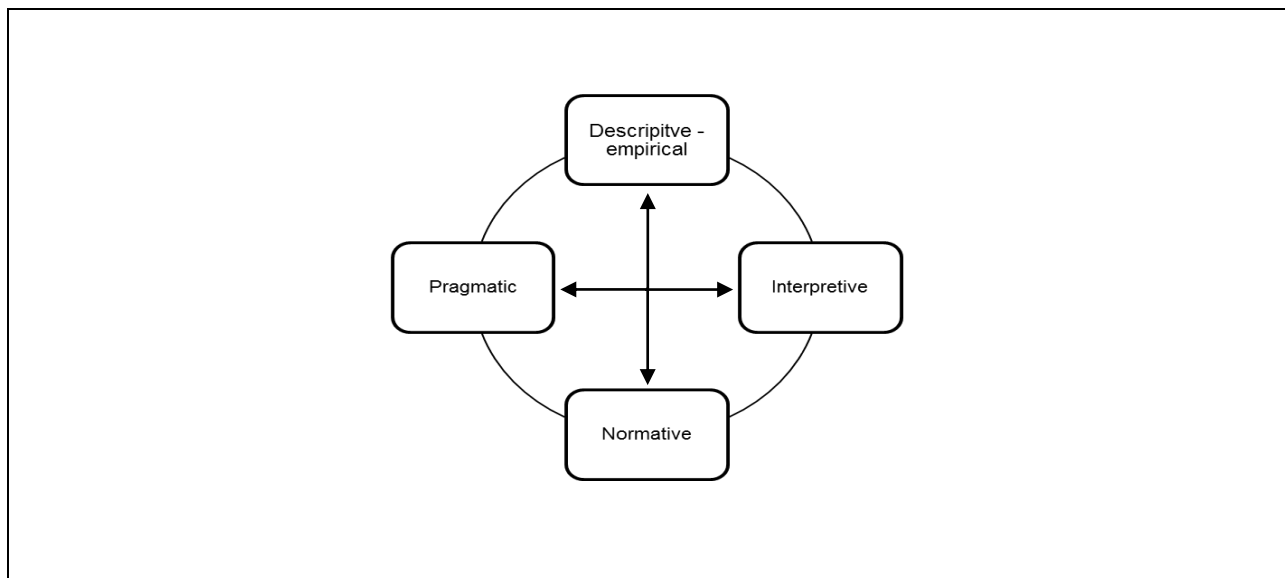 Descripitve -
empirical
Pragmatic
Interpretive
Normative